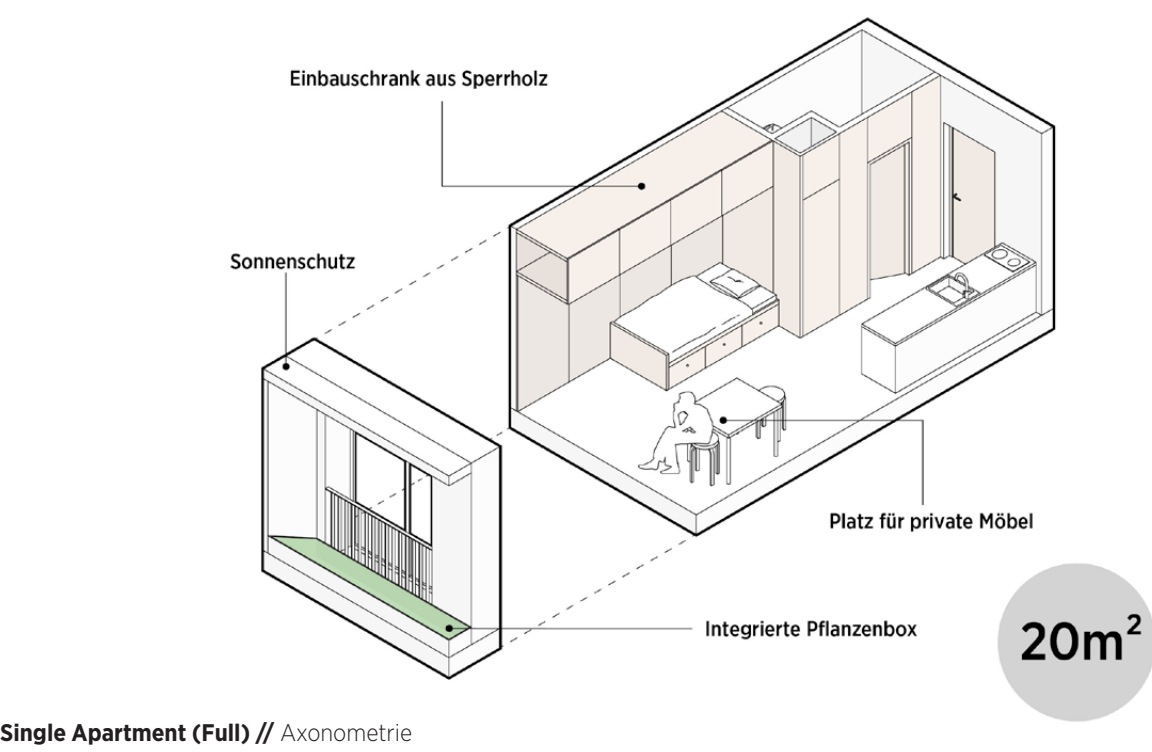 Einbauschrank aus Sperrholz
Sonnenschutz
Platz für private Möbel
Integrierte Pflanzenbox
20m²
Single Apartment (Full) // Axonometrie